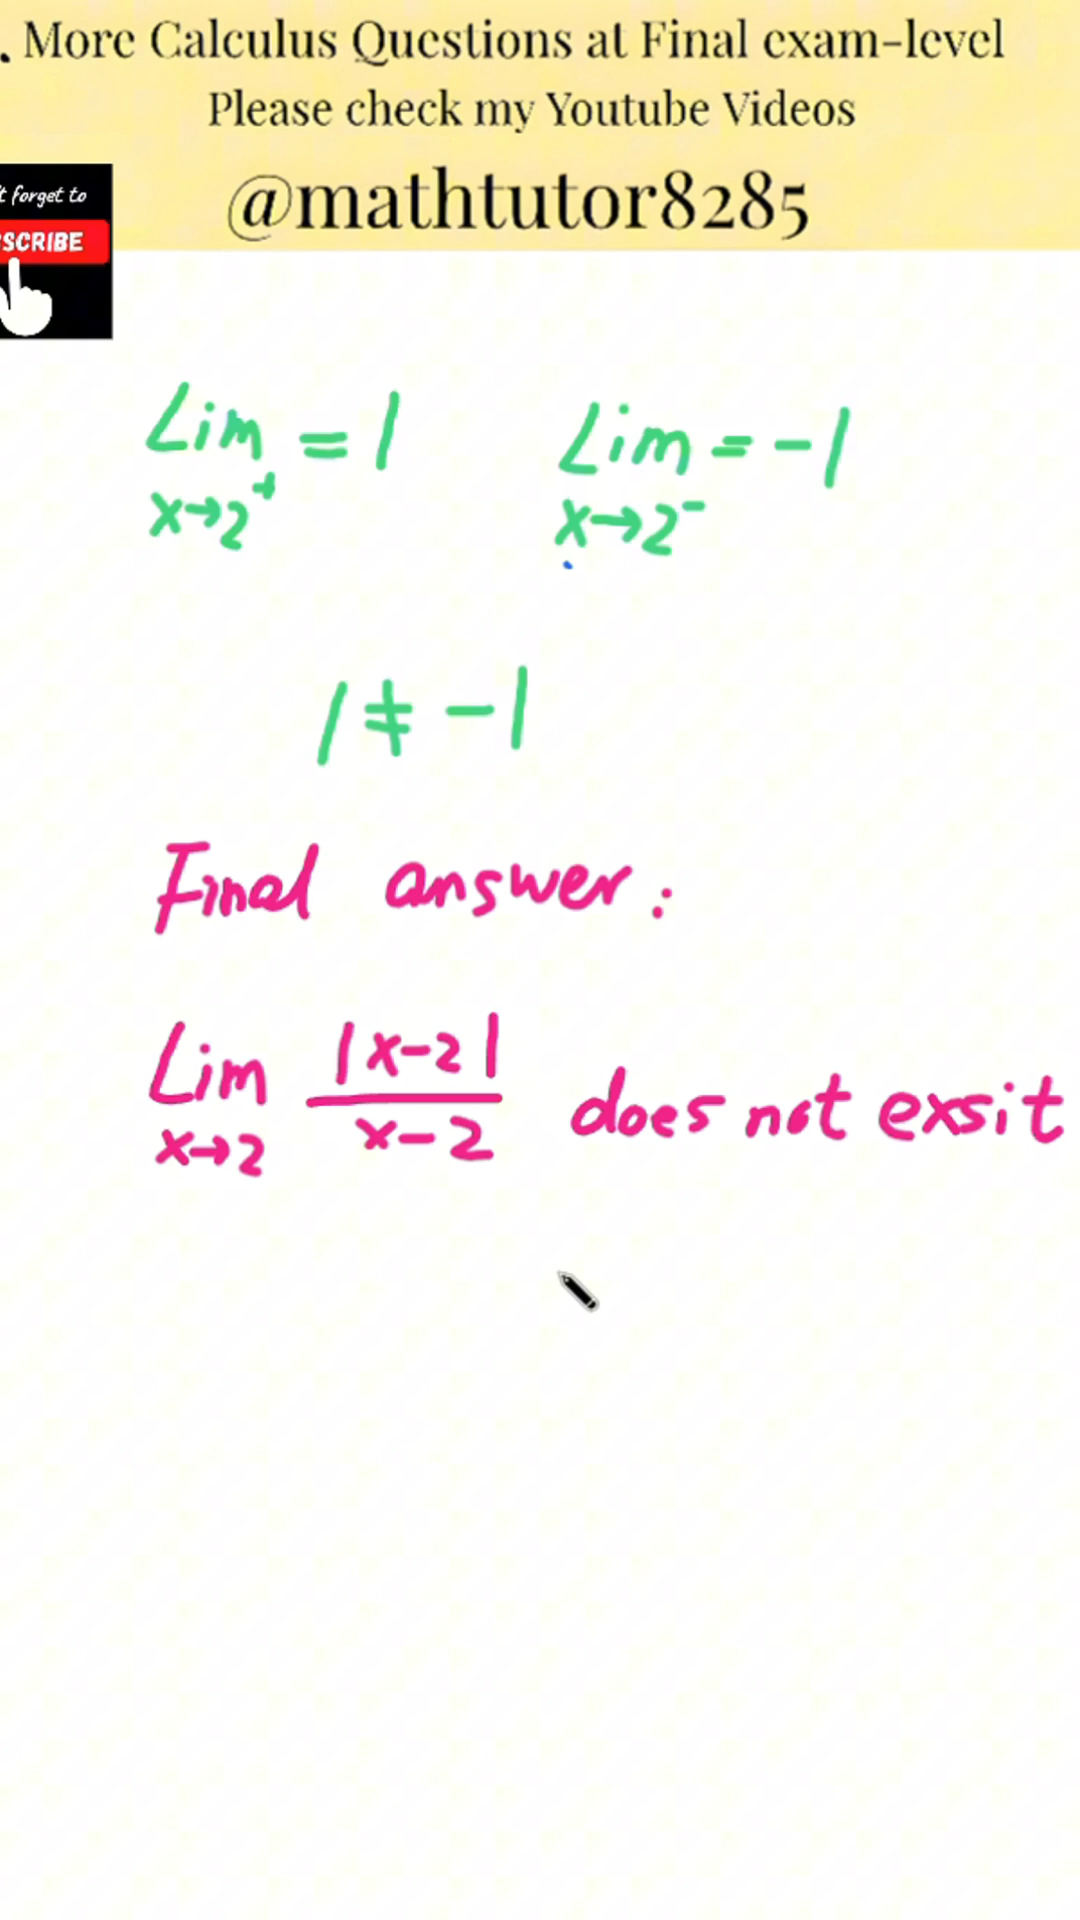 . More Calculus Questions at Final exam-level
Please check my Youtube Videos
@mathtutor8285
t forget to
SCRIBE
Lim = 1 Lim = -1
x→2⁺ x→2⁻
1 ≠ -1
Final answer:
Lim |x-2| / x-2 does not exsit
x→2